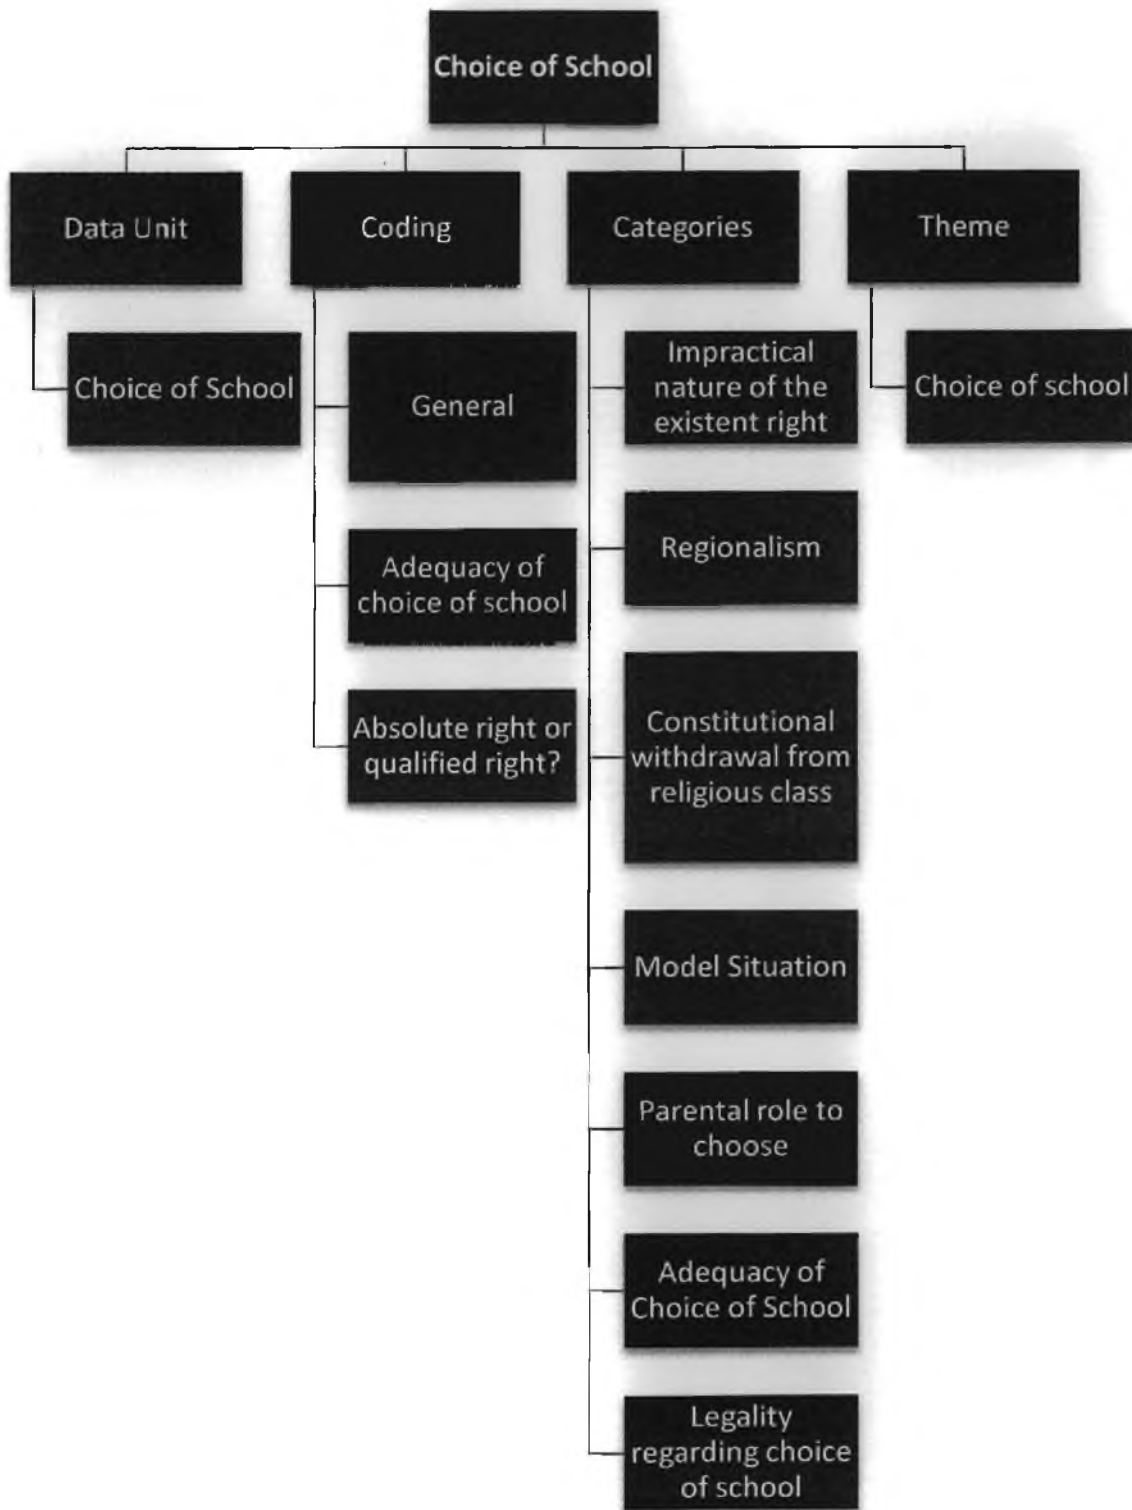 Choice of School
Data Unit
Coding
Categories
Theme
Choice of School
General
Adequacy of
choice of school
Absolute right or
qualified right?
Impractical
nature of the
existent right
Regionalism
Constitutional
withdrawal from
religious class
Model Situation
Parental role to
choose
Adequacy of
Choice of School
Legality
regarding choice
of school
Choice of school